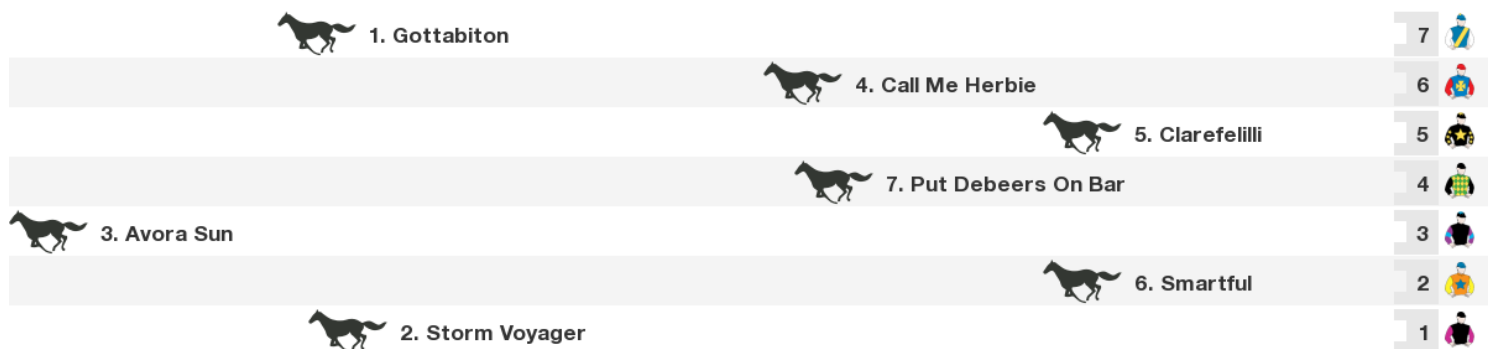 1. Gottabiton 7
4. Call Me Herbie 6
5. Clarefelilli 5
7. Put Debeers On Bar 4
3. Avora Sun 3
6. Smartful 2
2. Storm Voyager 1